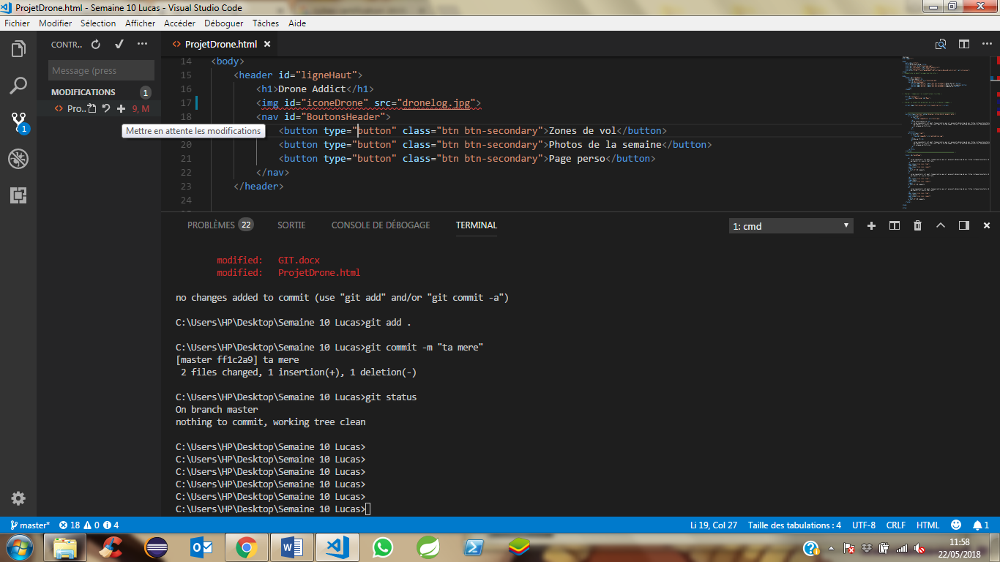 ProjetDrone.html - Semaine 10 Lucas - Visual Studio Code
Fichier Modifier Sélection Afficher Accéder Déboguer Tâches Aide
CONTR..
ProjetDrone.html
Message (press
MODIFICATIONS 1
Pro.. 9, M
Mettre en attente les modifications
1
14 <body>
15 <header id="ligneHaut">
16 <h1>Drone Addict</h1>
17 <img id="iconeDrone" src="dronelog.jpg">
18 <nav id="BoutonsHeader">
<button type="button" class="btn btn-secondary">Zones de vol</button>
20 <button type="button" class="btn btn-secondary">Photos de la semaine</button>
21 <button type="button" class="btn btn-secondary">Page perso</button>
22 </nav>
23 </header>
24
PROBLÈMES 22 SORTIE CONSOLE DE DÉBOGAGE TERMINAL 1: cmd
modified: GIT.docx
modified: ProjetDrone.html
no changes added to commit (use "git add" and/or "git commit -a")
C:\Users\HP\Desktop\Semaine 10 Lucas>git add .
C:\Users\HP\Desktop\Semaine 10 Lucas>git commit -m "ta mere"
[master ff1c2a9] ta mere
2 files changed, 1 insertion(+), 1 deletion(-)
C:\Users\HP\Desktop\Semaine 10 Lucas>git status
On branch master
nothing to commit, working tree clean
C:\Users\HP\Desktop\Semaine 10 Lucas>
C:\Users\HP\Desktop\Semaine 10 Lucas>
C:\Users\HP\Desktop\Semaine 10 Lucas>
C:\Users\HP\Desktop\Semaine 10 Lucas>
C:\Users\HP\Desktop\Semaine 10 Lucas>
C:\Users\HP\Desktop\Semaine 10 Lucas>
master* 18 0 4 Li 19, Col 27 Taille des tabulations : 4 UTF-8 CRLF HTML 1
11:58
22/05/2018